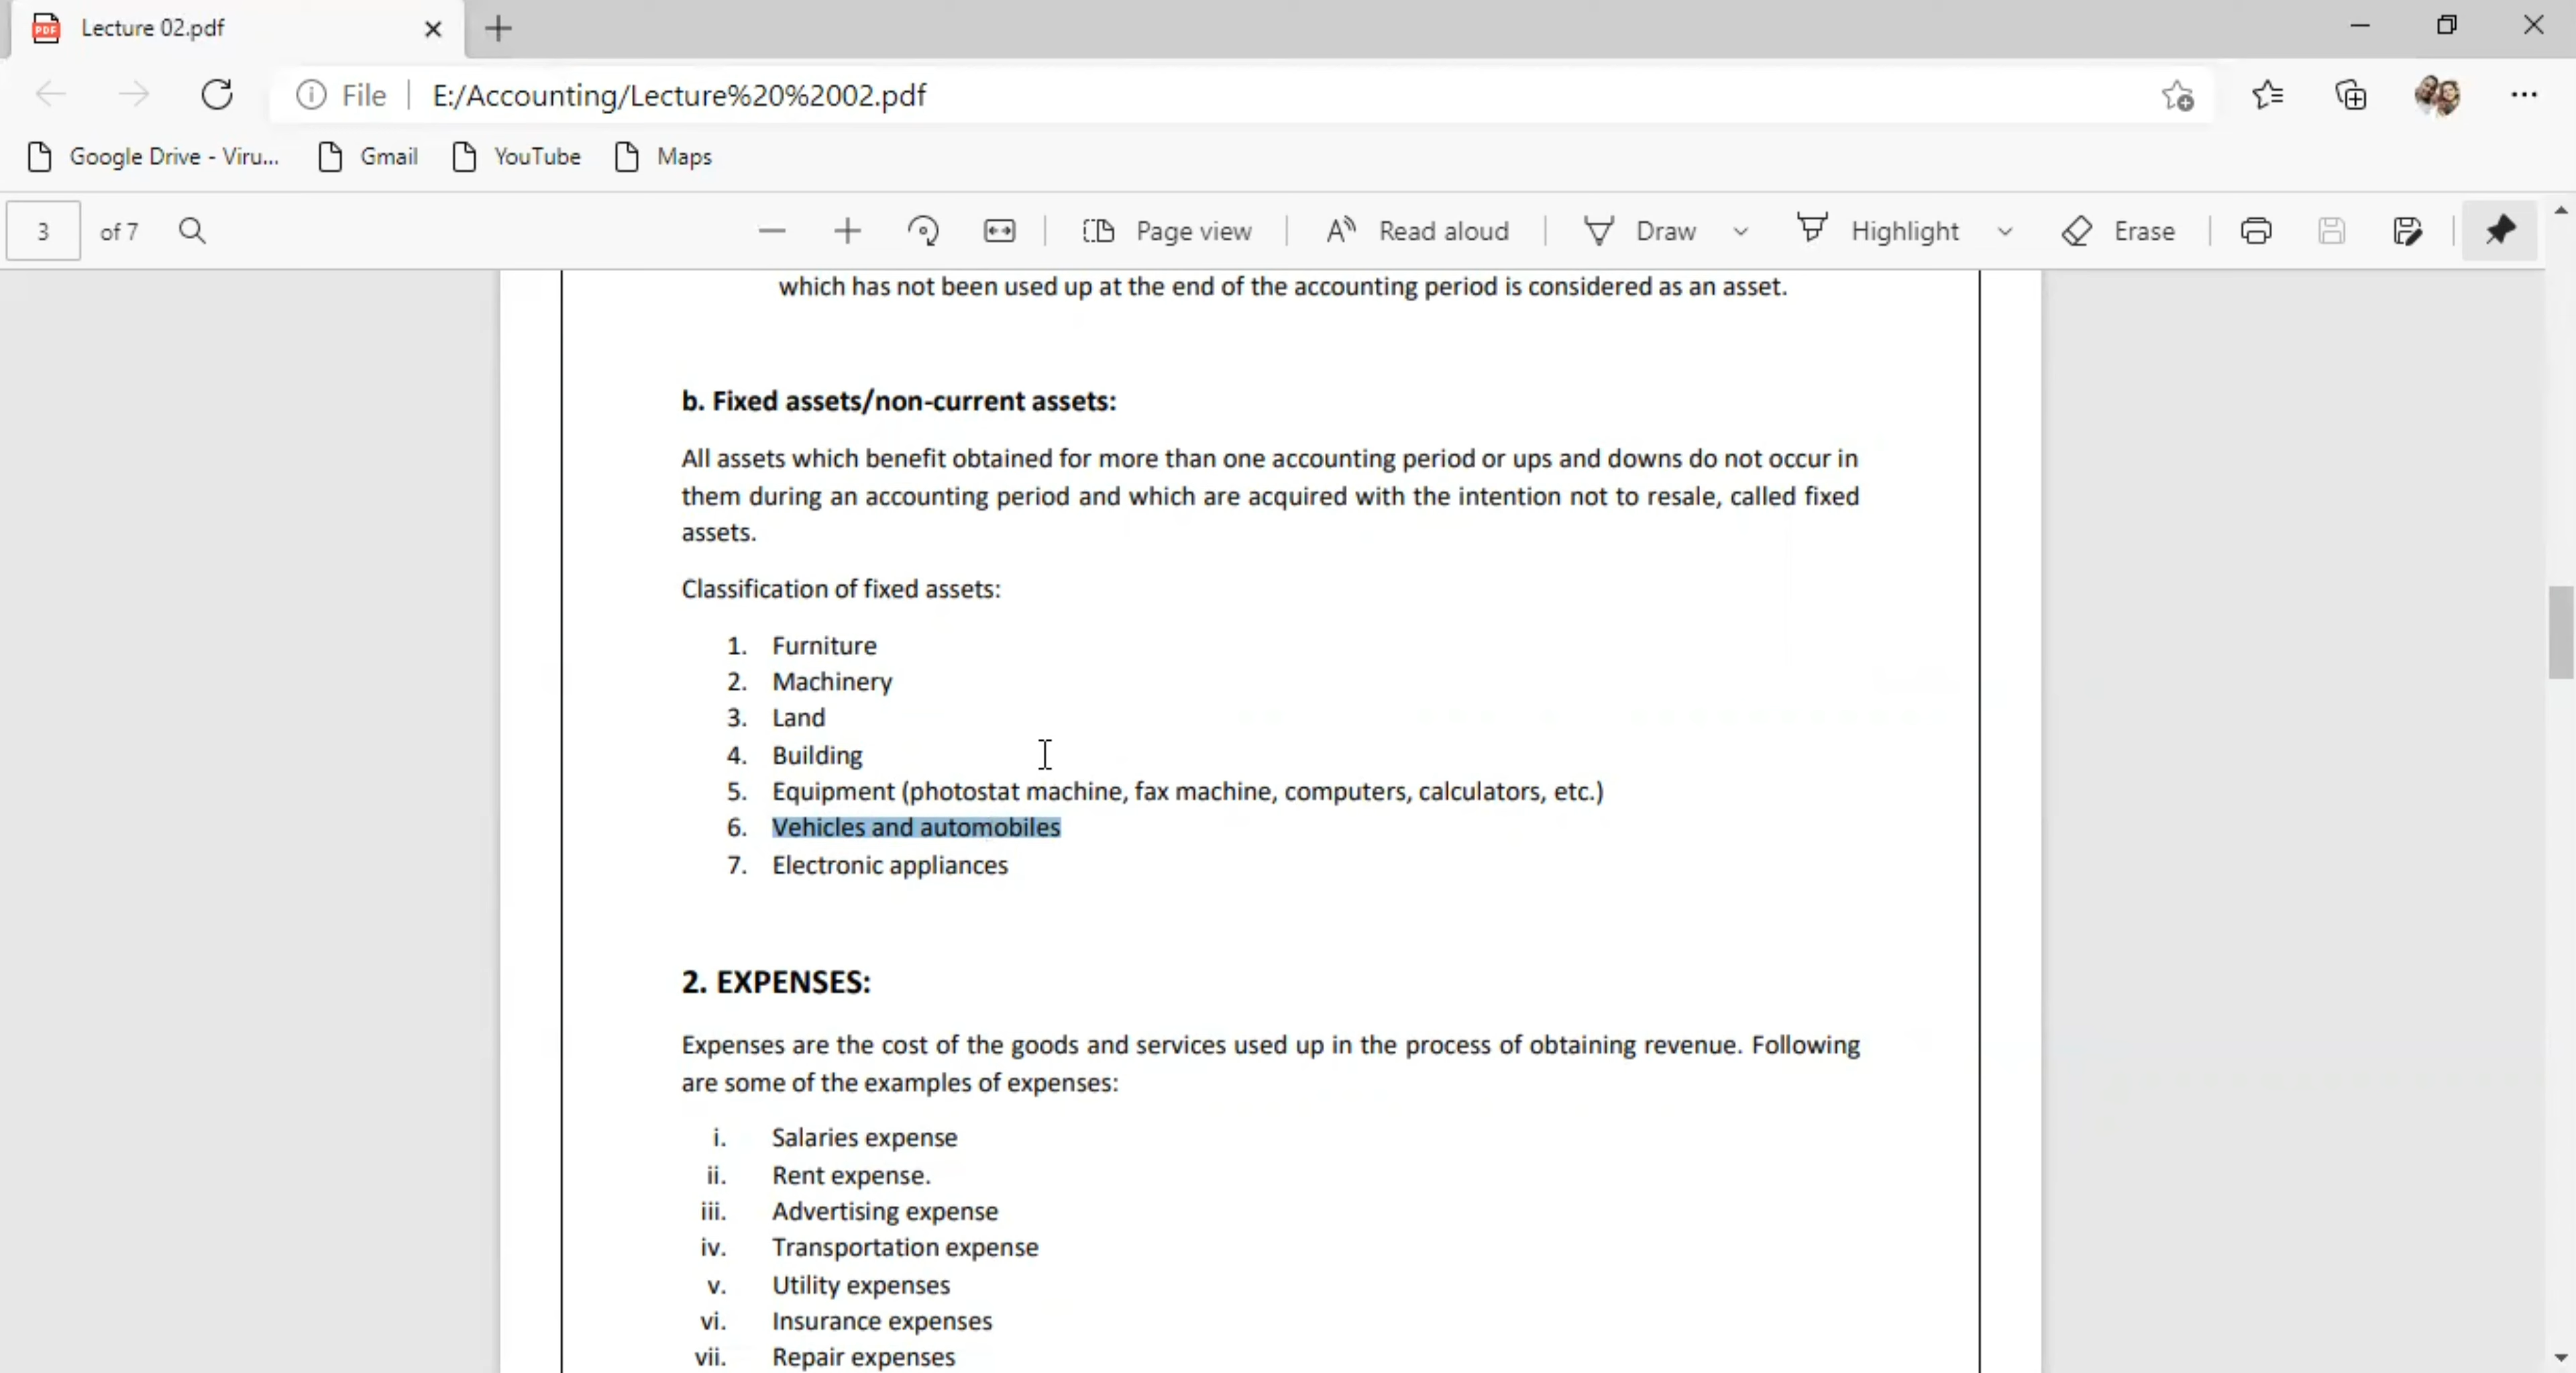 Lecture 02.pdf
File
E:/Accounting/Lecture%20%2002.pdf
Google Drive - Viru...
Gmail
YouTube
Maps
3 of 7
Page view
Read aloud
Draw
Highlight
Erase
which has not been used up at the end of the accounting period is considered as an asset.
b. Fixed assets/non-current assets:
All assets which benefit obtained for more than one accounting period or ups and downs do not occur in
them during an accounting period and which are acquired with the intention not to resale, called fixed
assets.
Classification of fixed assets:
1. Furniture
2. Machinery
3. Land
4. Building
5. Equipment (photostat machine, fax machine, computers, calculators, etc.)
6. Vehicles and automobiles
7. Electronic appliances
2. EXPENSES:
Expenses are the cost of the goods and services used up in the process of obtaining revenue. Following
are some of the examples of expenses:
i. Salaries expense
ii. Rent expense.
iii. Advertising expense
iv. Transportation expense
v. Utility expenses
vi. Insurance expenses
vii. Repair expenses